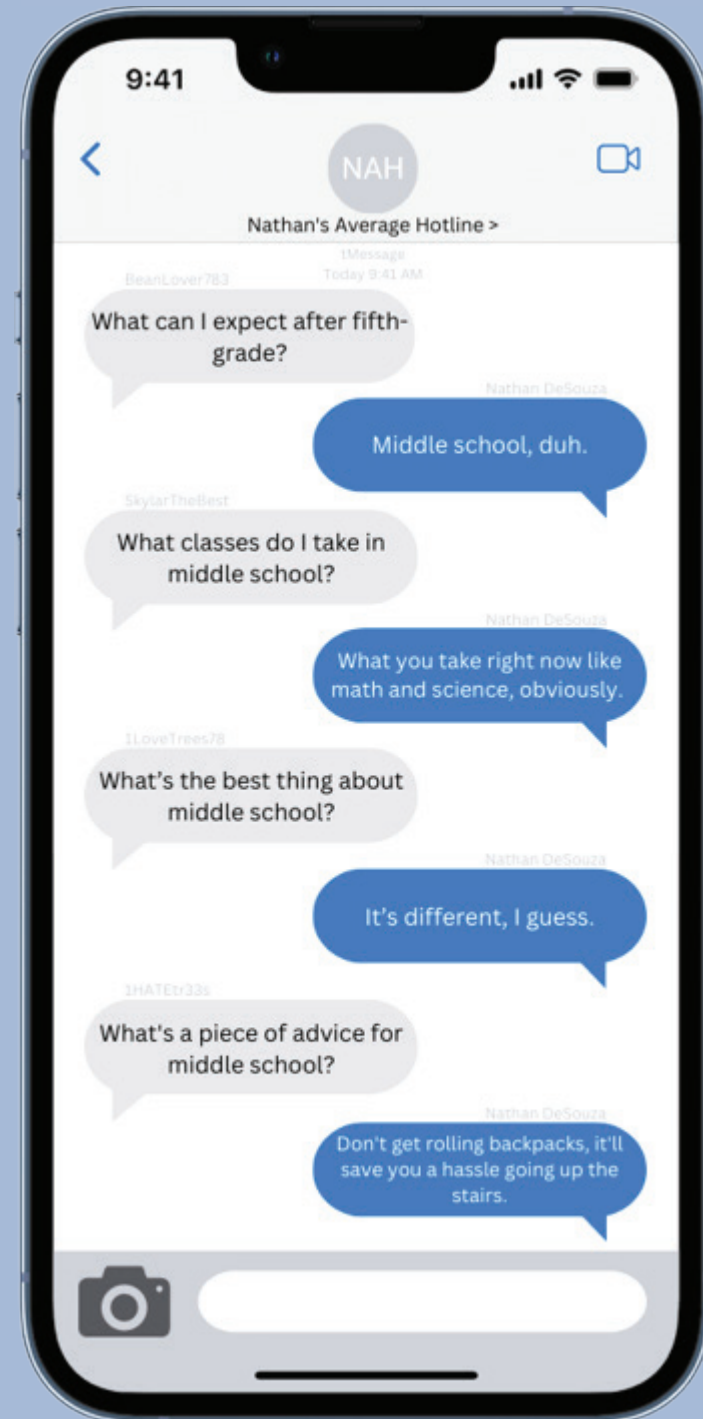 9:41
NAH
Nathan's Average Hotline >
tMessage
Today 9:41 AM
BeanLover783
What can I expect after fifth-
grade?
Nathan DeSouza
Middle school, duh.
SkylarTheBest
What classes do I take in
middle school?
Nathan DeSouza
What you take right now like
math and science, obviously.
1LoveTrees78
What's the best thing about
middle school?
Nathan DeSouza
It's different, I guess.
1HATEtr33s
What's a piece of advice for
middle school?
Nathan DeSouza
Don't get rolling backpacks, it'll
save you a hassle going up the
stairs.